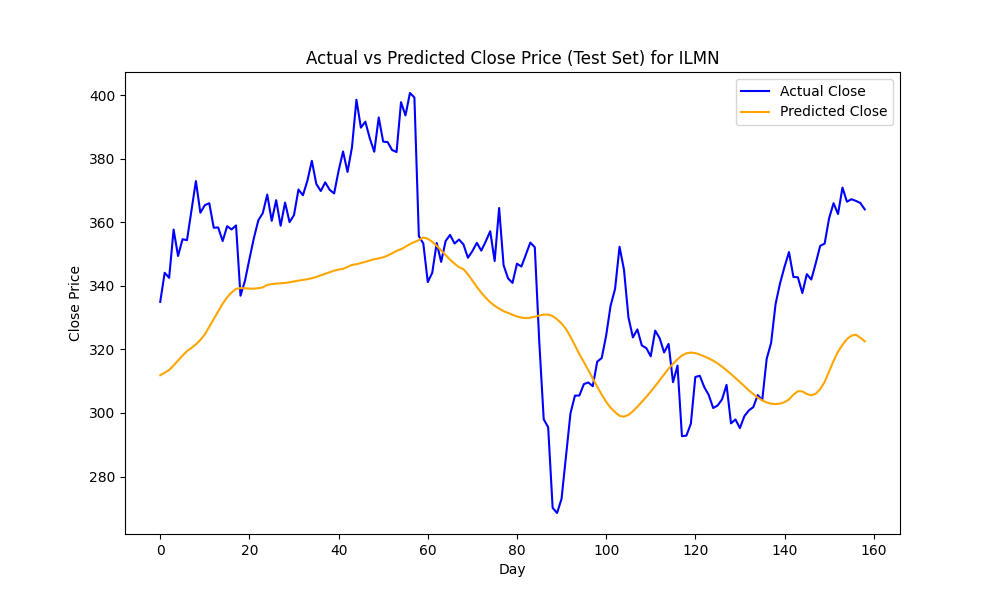 Actual vs Predicted Close Price (Test Set) for ILMN
Actual Close
Predicted Close
Close Price
400
380
360
340
320
300
280
0 20 40 60 80 100 120 140 160
Day